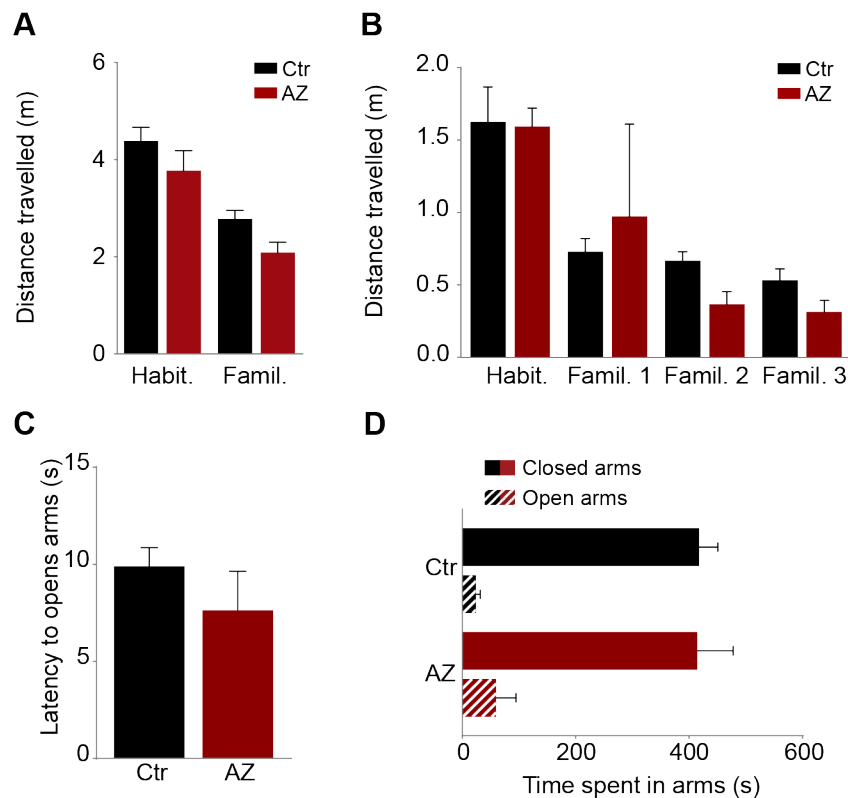 A
6
4
2
0
Distance travelled (m)
Ctr
AZ
Habit. Famil.
B
2.0
1.5
1.0
0.5
0.0
Distance travelled (m)
Ctr
AZ
Habit. Famil. 1 Famil. 2 Famil. 3
C
15
10
5
0
Latency to opens arms (s)
Ctr AZ
D
Closed arms
Open arms
Ctr
AZ
0 200 400 600
Time spent in arms (s)